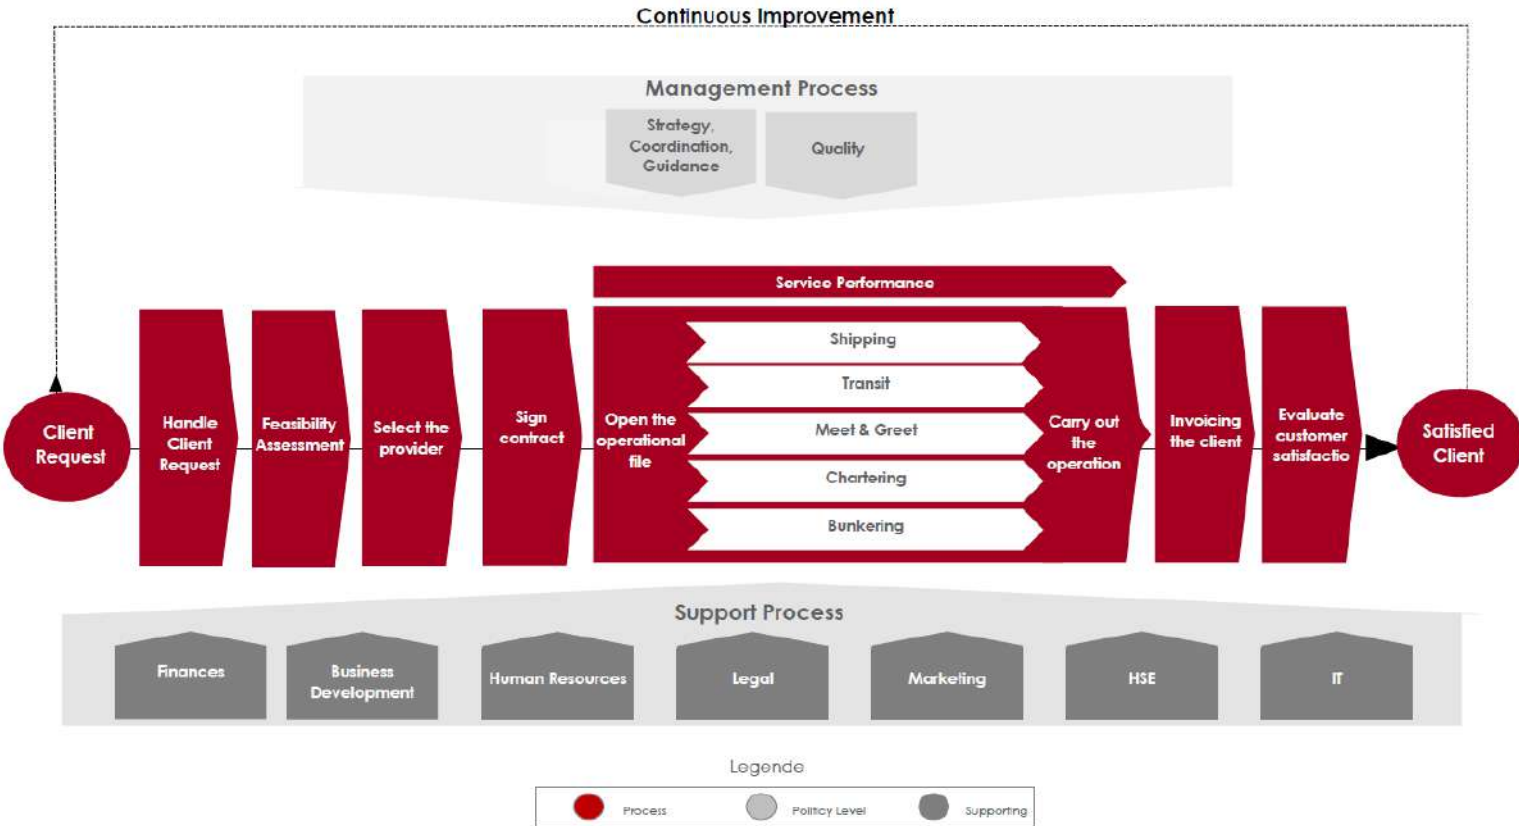 Continuous Improvement
Management Process
Strategy,
Coordination,
Guidance
Quality
Service Performance
Client
Request
Handle
Client
Request
Feasibility
Assessment
Select the
provider
Sign
contract
Open the
operational
file
Shipping
Transit
Meet & Greet
Chartering
Bunkering
Carry out
the
operation
Invoicing
the client
Evaluate
customer
satisfactio
Satisfied
Client
Support Process
Finances
Business
Development
Human Resources
Legal
Marketing
HSE
IT
Legende
Process
Politicy Level
Supporting